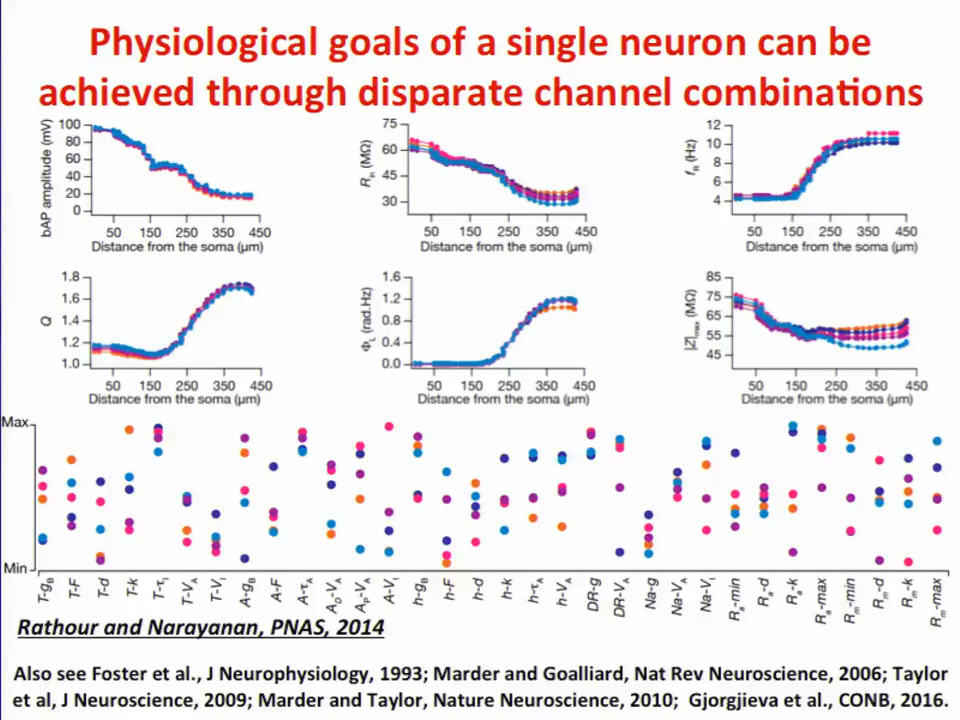 Physiological goals of a single neuron can be
achieved through disparate channel combinations
bAP amplitude (mV)
100
80
60
40
20
0
50 150 250 350 450
Distance from the soma (µm)
Rin (MΩ)
75
60
45
30
50 150 250 350 450
Distance from the soma (µm)
fR (Hz)
12
10
8
6
4
50 150 250 350 450
Distance from the soma (µm)
Q
1.8
1.6
1.4
1.2
1.0
50 150 250 350 450
Distance from the soma (µm)
ΦL (rad.Hz)
1.6
1.2
0.8
0.4
0.0
50 150 250 350 450
Distance from the soma (µm)
|Z|max (MΩ)
85
75
65
55
45
50 150 250 350 450
Distance from the soma (µm)
Max
Min
T-gB T-F T-d T-k T-τI T-VA T-VI A-gB A-F A-τA AD-VA AP-VA A-VI h-gB h-F h-d h-k h-τA h-VA DR-g DR-VA Na-g Na-VA Na-VI Ra-min Ra-d Ra-k Ra-max Rm-min Rm-d Rm-k Rm-max
Rathour and Narayanan, PNAS, 2014
Also see Foster et al., J Neurophysiology, 1993; Marder and Goalliard, Nat Rev Neuroscience, 2006; Taylor
et al, J Neuroscience, 2009; Marder and Taylor, Nature Neuroscience, 2010; Gjorgjieva et al., CONB, 2016.